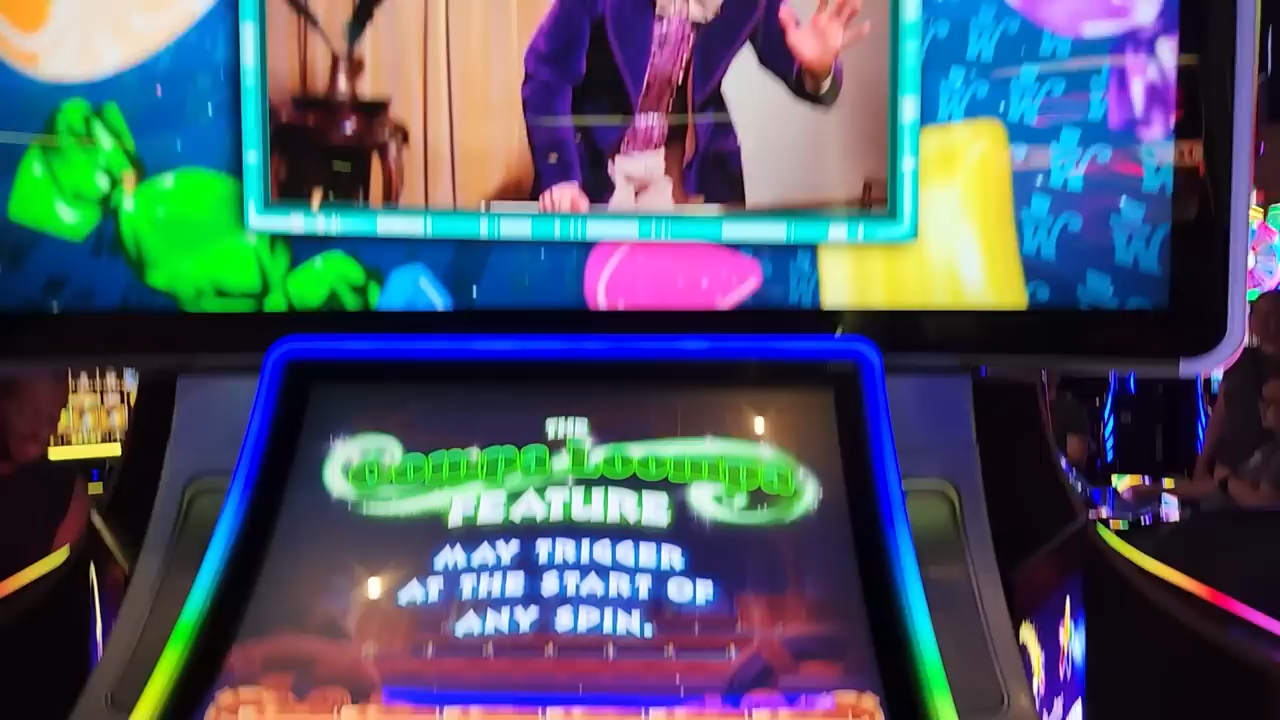 THE
Oompa Loompa
FEATURE
MAY TRIGGER
AT THE START OF
ANY SPIN.